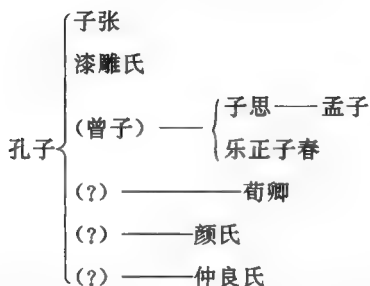 子张
漆雕氏
子思——孟子
(曾子)——
孔子
乐正子春
(?)————荀卿
(?)——颜氏
(?)——仲良氏